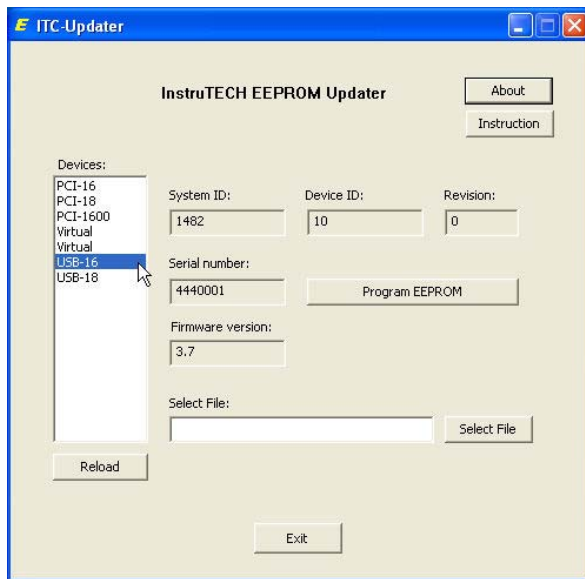 E ITC-Updater
InstruTECH EEPROM Updater
About
Instruction
Devices:
PCI-16
PCI-18
PCI-1600
Virtual
Virtual
USB-16
USB-18
System ID:
Device ID:
Revision:
1482
10
0
Serial number:
4440001
Program EEPROM
Firmware version:
3.7
Select File:
Select File
Reload
Exit